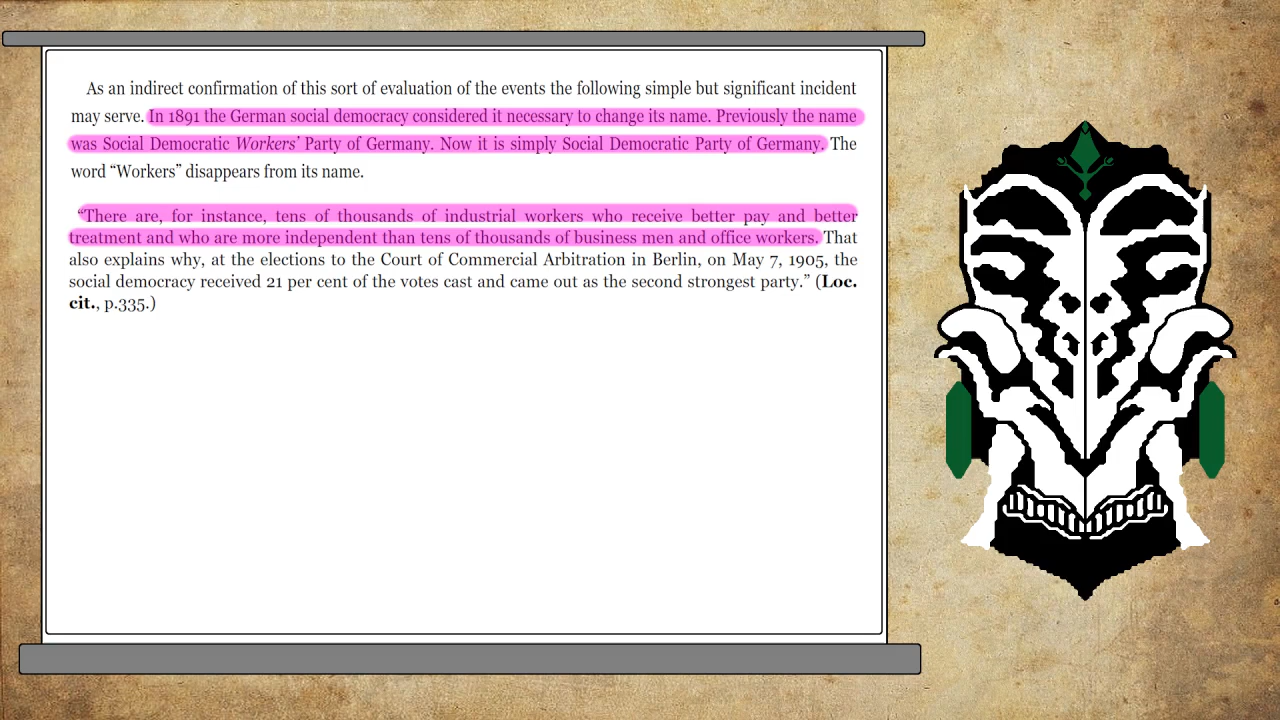 As an indirect confirmation of this sort of evaluation of the events the following simple but significant incident
may serve. In 1891 the German social democracy considered it necessary to change its name. Previously the name
was Social Democratic Workers' Party of Germany. Now it is simply Social Democratic Party of Germany. The
word “Workers” disappears from its name.
“There are, for instance, tens of thousands of industrial workers who receive better pay and better
treatment and who are more independent than tens of thousands of business men and office workers. That
also explains why, at the elections to the Court of Commercial Arbitration in Berlin, on May 7, 1905, the
social democracy received 21 per cent of the votes cast and came out as the second strongest party.” (Loc.
cit., p.335.)